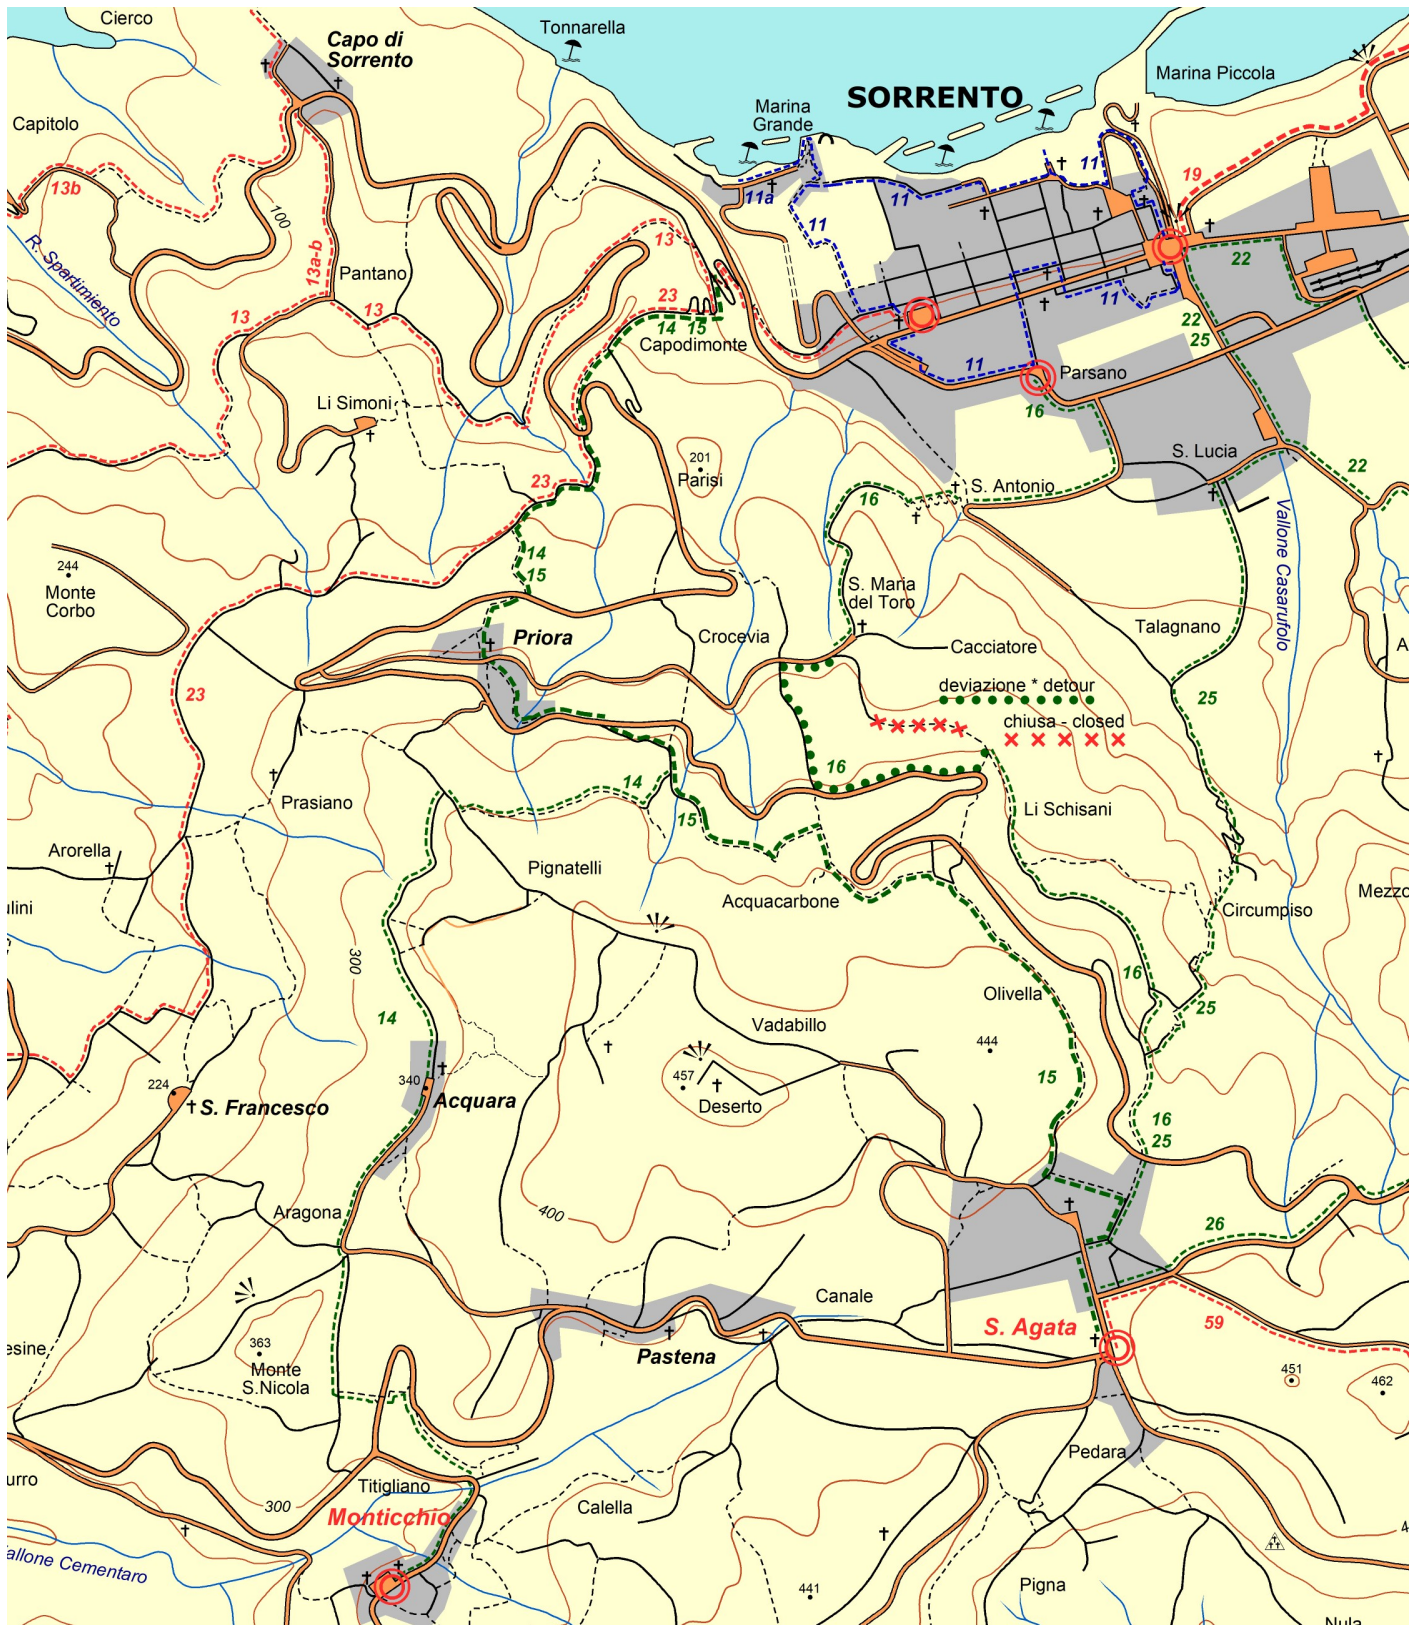 Cierco
Tonnarella
Capo di
Sorrento
Marina Piccola
SORRENTO
Marina
Grande
Capitolo
13b
11
19
11a
11
11
100
R. Spartimiento
13a-b
13
Pantano
22
23
11
13
13
14 15
22
25
Capodimonte
11
Parsano
16
Li Simoni
S. Lucia
201
Parisi
22
23
16
S. Antonio
Vallone Casarufolo
14
15
244
Monte
Corbo
S. Maria
del Toro
Talagnano
Priora
Crocevia
Cacciatore
A
deviazione * detour
23
25
chiusa - closed
16
14
Prasiano
Li Schisani
15
Arorella
Pignatelli
Mezzo
Acquacarbone
ulini
Circumpiso
300
16
Olivella
25
14
Vadabillo
444
457
15
340
224
Deserto
Acquara
S. Francesco
16
25
Aragona
400
26
Canale
59
S. Agata
esine
363
Pastena
Monte
S.Nicola
451
462
Pedara
urro
Titigliano
300
Calella
Monticchio
4
allone Cementaro
441
Pigna
Nula